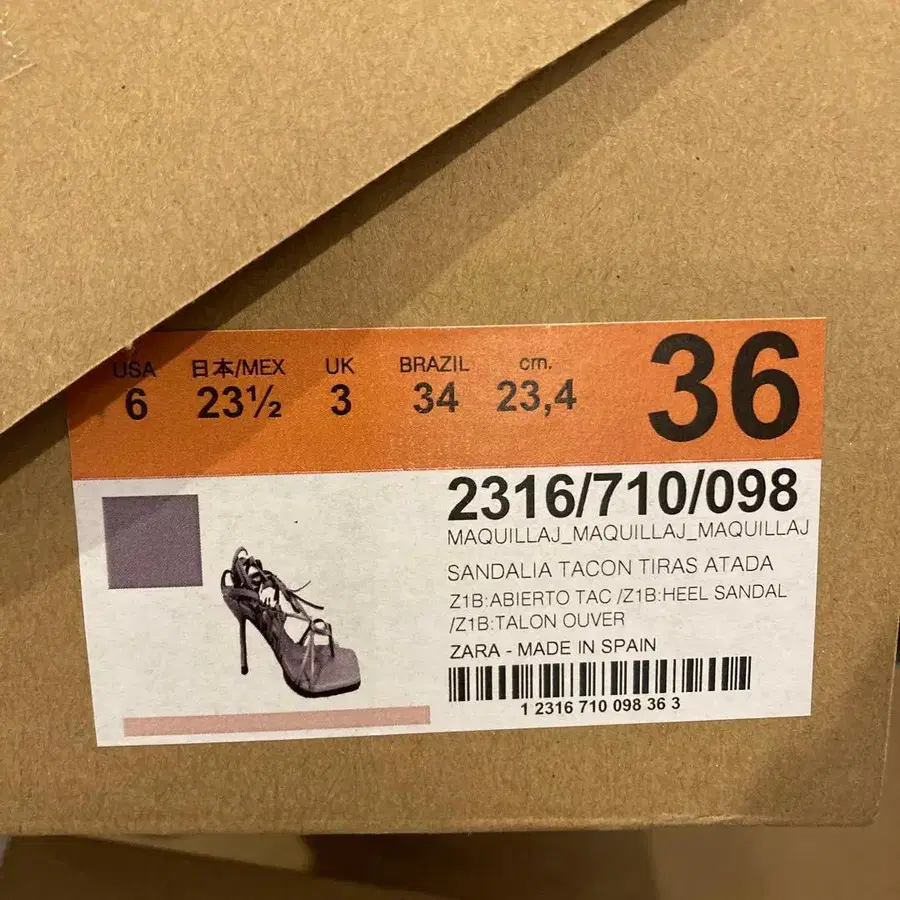 USA 日本/MEX UK BRAZIL cm.
6 23½ 3 34 23,4
36
2316/710/098
MAQUILLAJ_MAQUILLAJ_MAQUILLAJ
SANDALIA TACON TIRAS ATADA
Z1B:ABIERTO TAC /Z1B:HEEL SANDAL
/Z1B:TALON OUVER
ZARA - MADE IN SPAIN
1 2316 710 098 36 3